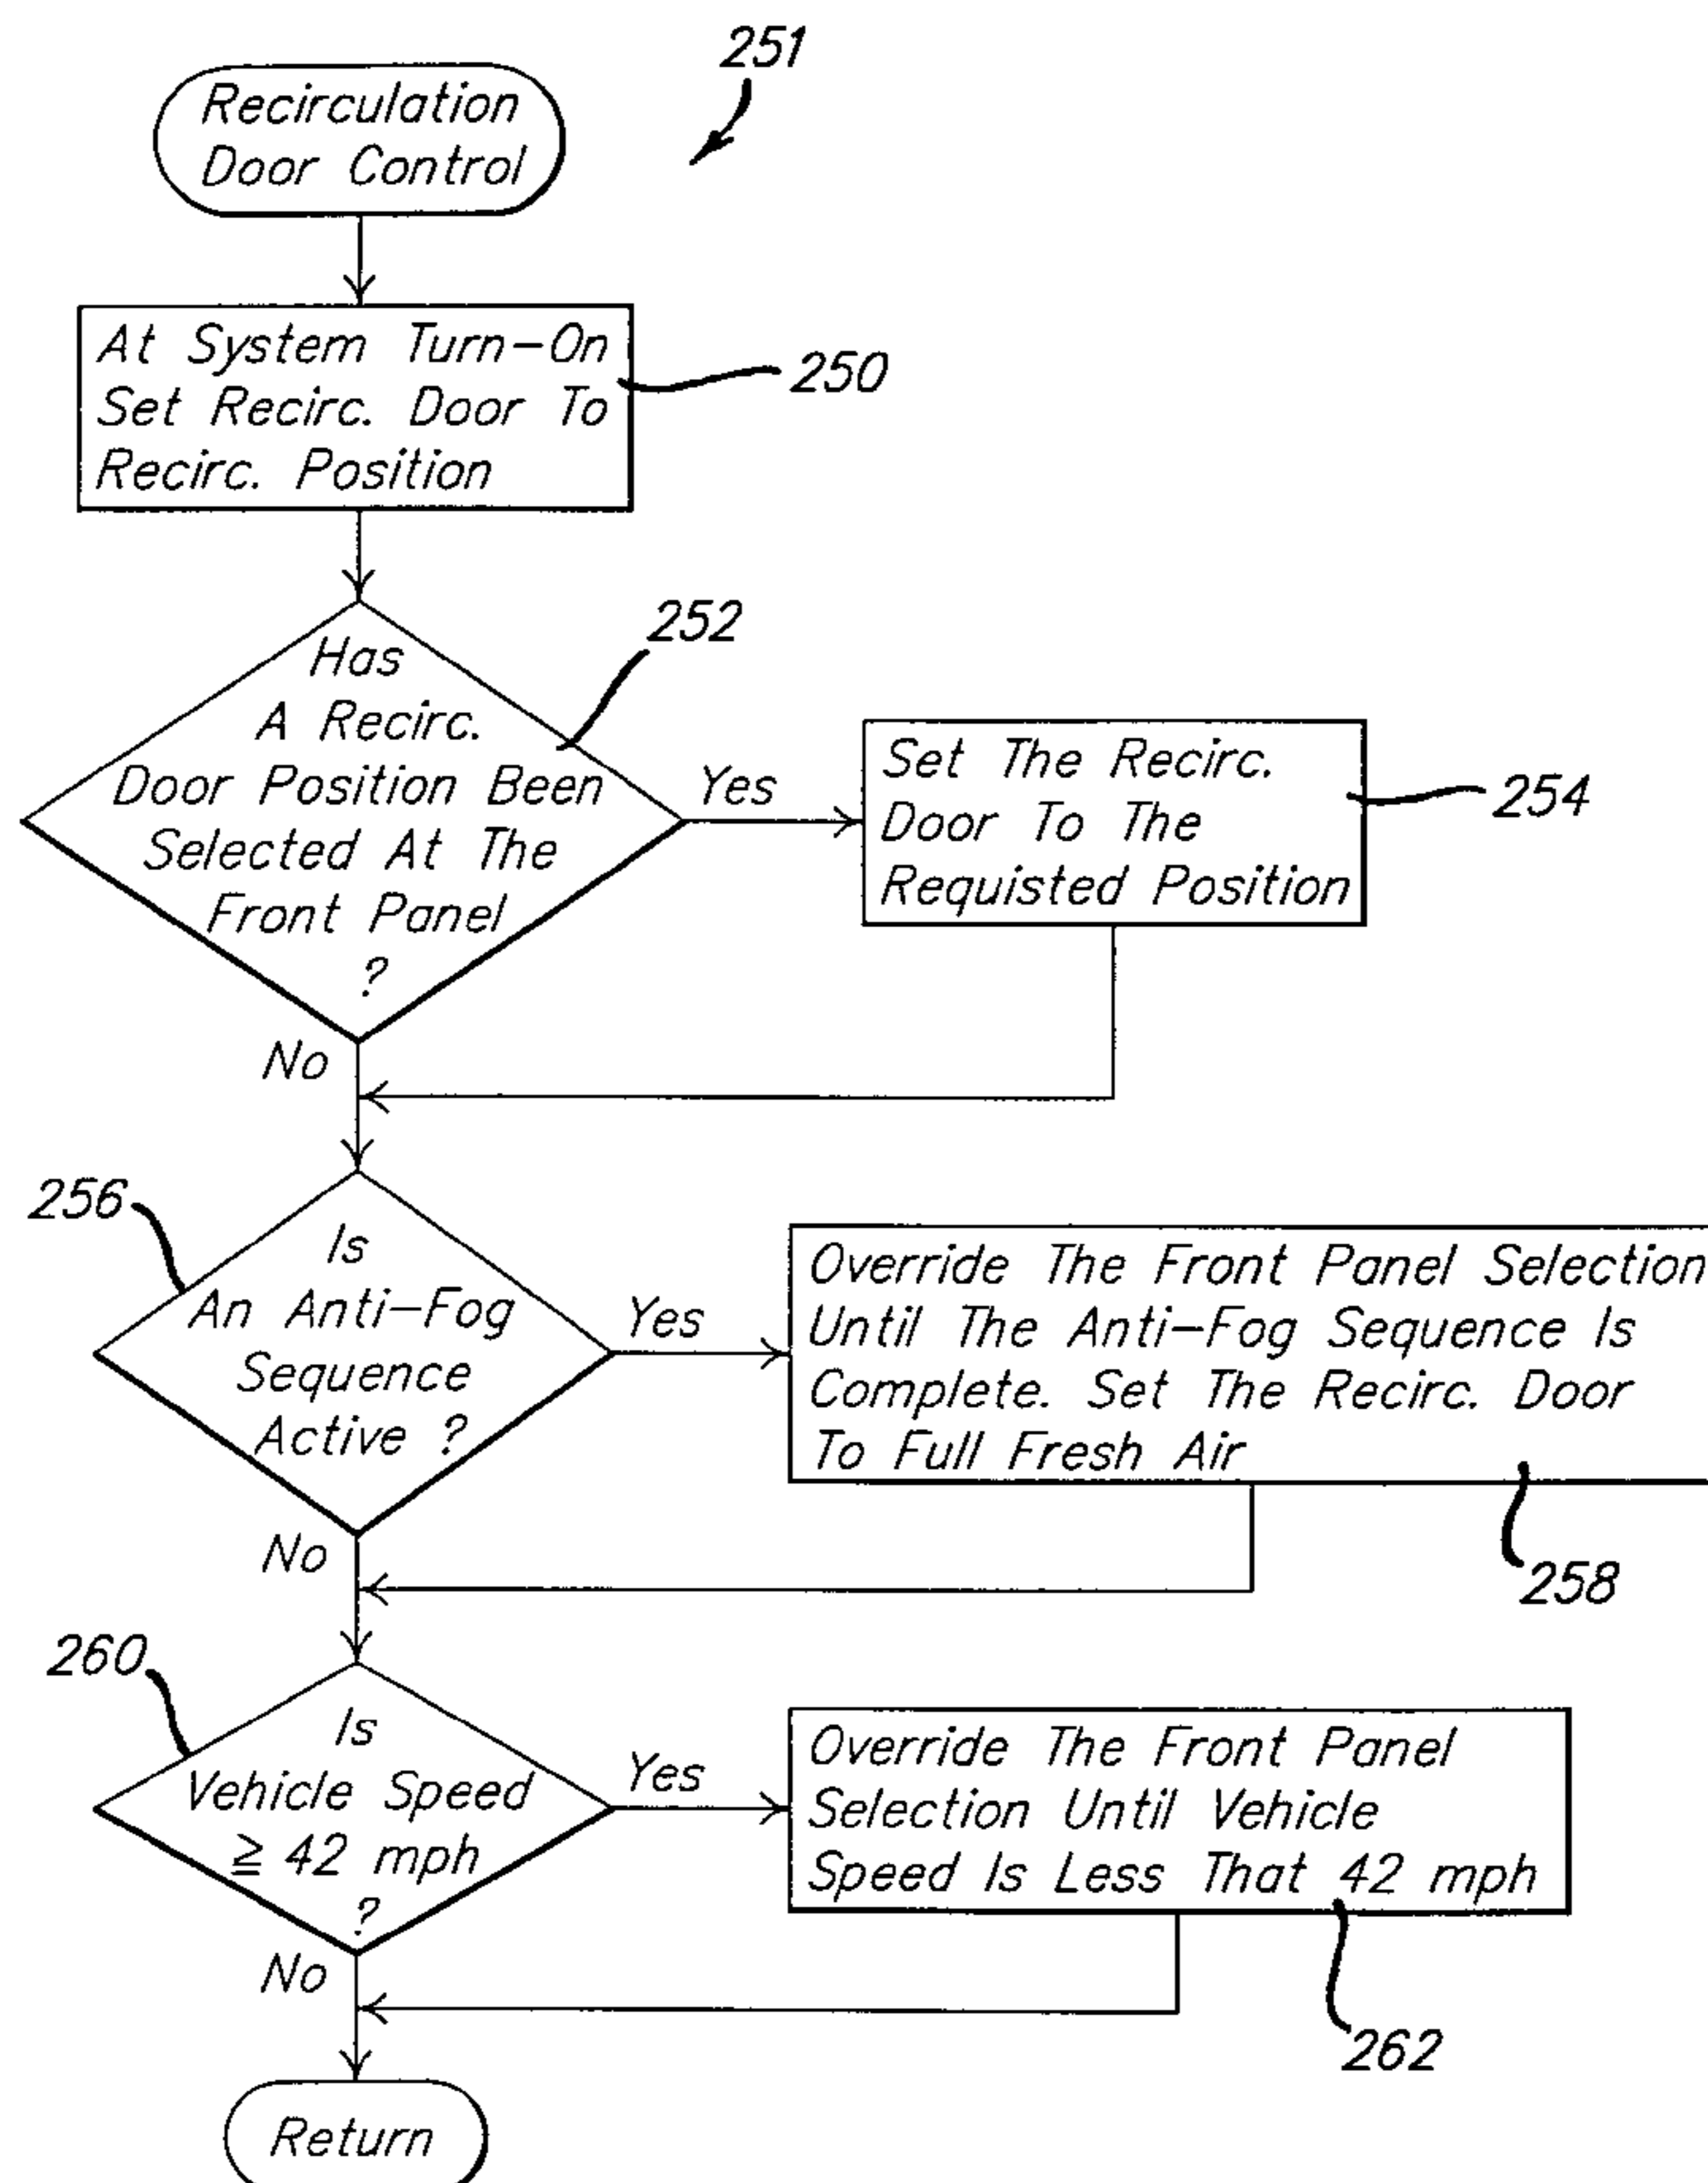 251
Recirculation
Door Control
At System Turn-On
Set Recirc. Door To
Recirc. Position
250
Has
A Recirc.
Door Position Been
Selected At The
Front Panel
?
252
Yes
Set The Recirc.
Door To The
Requisted Position
254
No
256
Is
An Anti-Fog
Sequence
Active ?
Yes
Override The Front Panel Selection
Until The Anti-Fog Sequence Is
Complete. Set The Recirc. Door
To Full Fresh Air
258
No
260
Is
Vehicle Speed
≧ 42 mph
?
Yes
Override The Front Panel
Selection Until Vehicle
Speed Is Less That 42 mph
262
No
Return